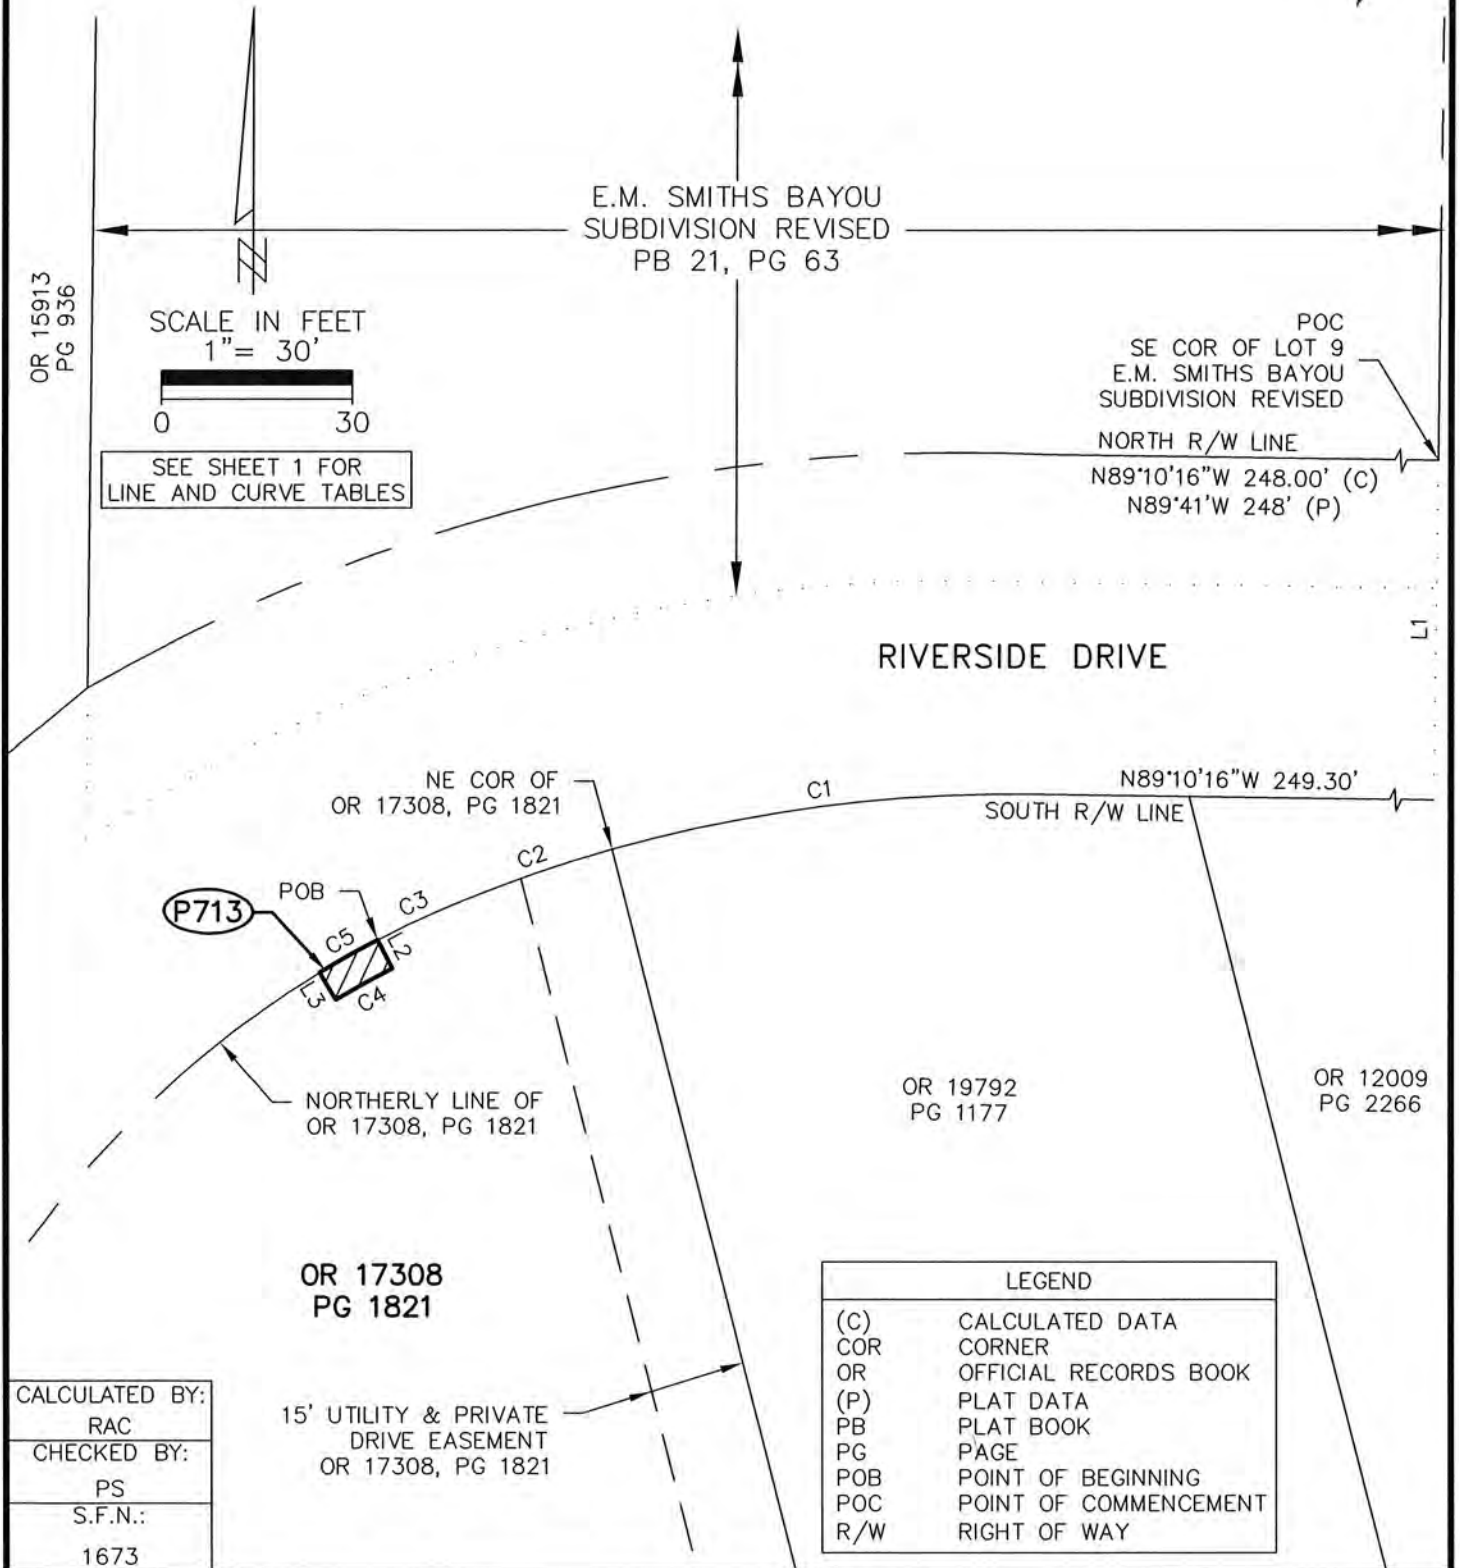 E.M. SMITHS BAYOU
SUBDIVISION REVISED
PB 21, PG 63
OR 15913
PG 936
N
SCALE IN FEET
1"= 30'
0 30
SEE SHEET 1 FOR
LINE AND CURVE TABLES
POC
SE COR OF LOT 9
E.M. SMITHS BAYOU
SUBDIVISION REVISED
NORTH R/W LINE
N89°10'16"W 248.00' (C)
N89°41'W 248' (P)
L1
RIVERSIDE DRIVE
NE COR OF
OR 17308, PG 1821
C1
N89°10'16"W 249.30'
SOUTH R/W LINE
C2
POB
C3
P713
C5
L2
L3
C4
NORTHERLY LINE OF
OR 17308, PG 1821
OR 19792
PG 1177
OR 12009
PG 2266
OR 17308
PG 1821
15' UTILITY & PRIVATE
DRIVE EASEMENT
OR 17308, PG 1821
LEGEND
(C) CALCULATED DATA
COR CORNER
OR OFFICIAL RECORDS BOOK
(P) PLAT DATA
PB PLAT BOOK
PG PAGE
POB POINT OF BEGINNING
POC POINT OF COMMENCEMENT
R/W RIGHT OF WAY
CALCULATED BY:
RAC
CHECKED BY:
PS
S.F.N.:
1673